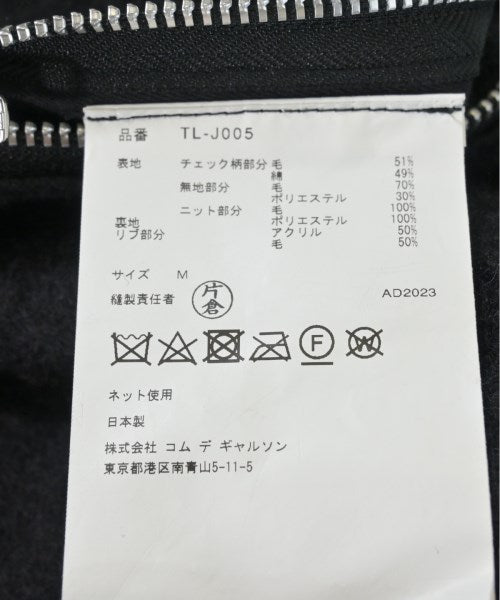 品番 TL-J005
表地 チェック柄部分 毛 51%
綿 49%
無地部分 毛 70%
ポリエステル 30%
ニット部分 毛 100%
裏地 ポリエステル 100%
リブ部分 アクリル 50%
毛 50%
サイズ M
縫製責任者 片倉 AD2023
F W
ネット使用
日本製
株式会社 コム デ ギャルソン
東京都港区南青山5-11-5